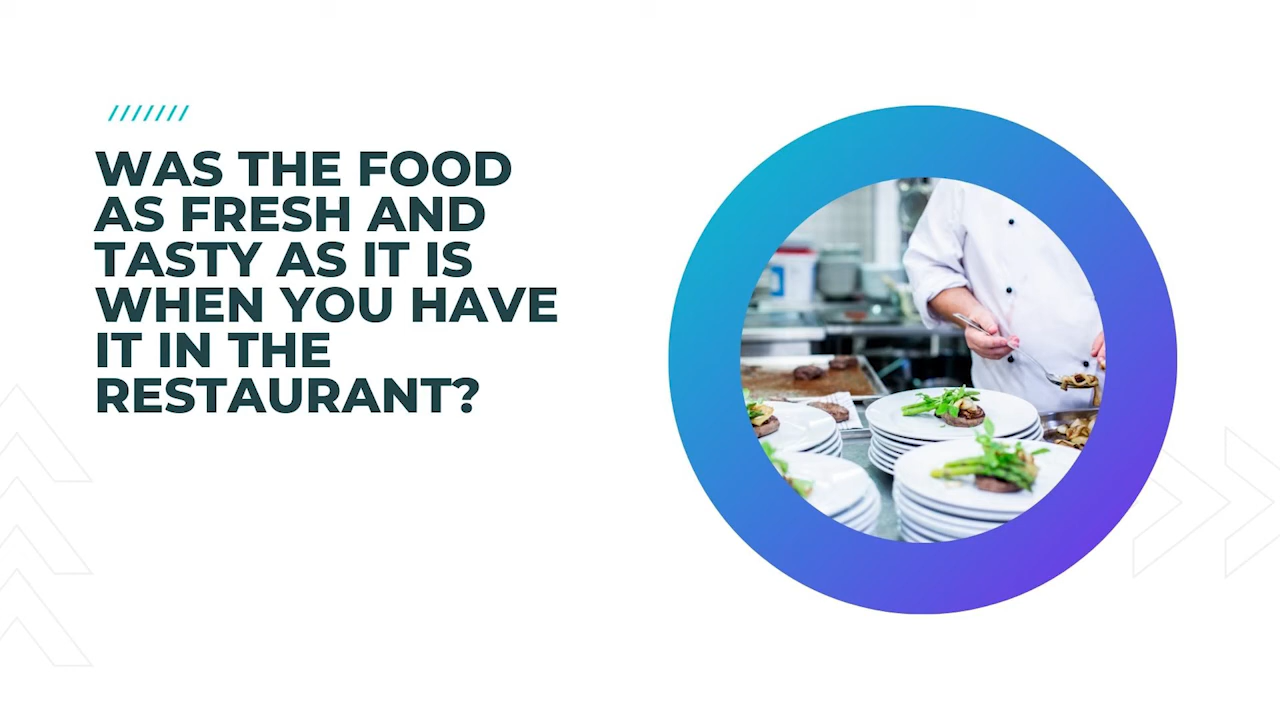 WAS THE FOOD
AS FRESH AND
TASTY AS IT IS
WHEN YOU HAVE
IT IN THE
RESTAURANT?